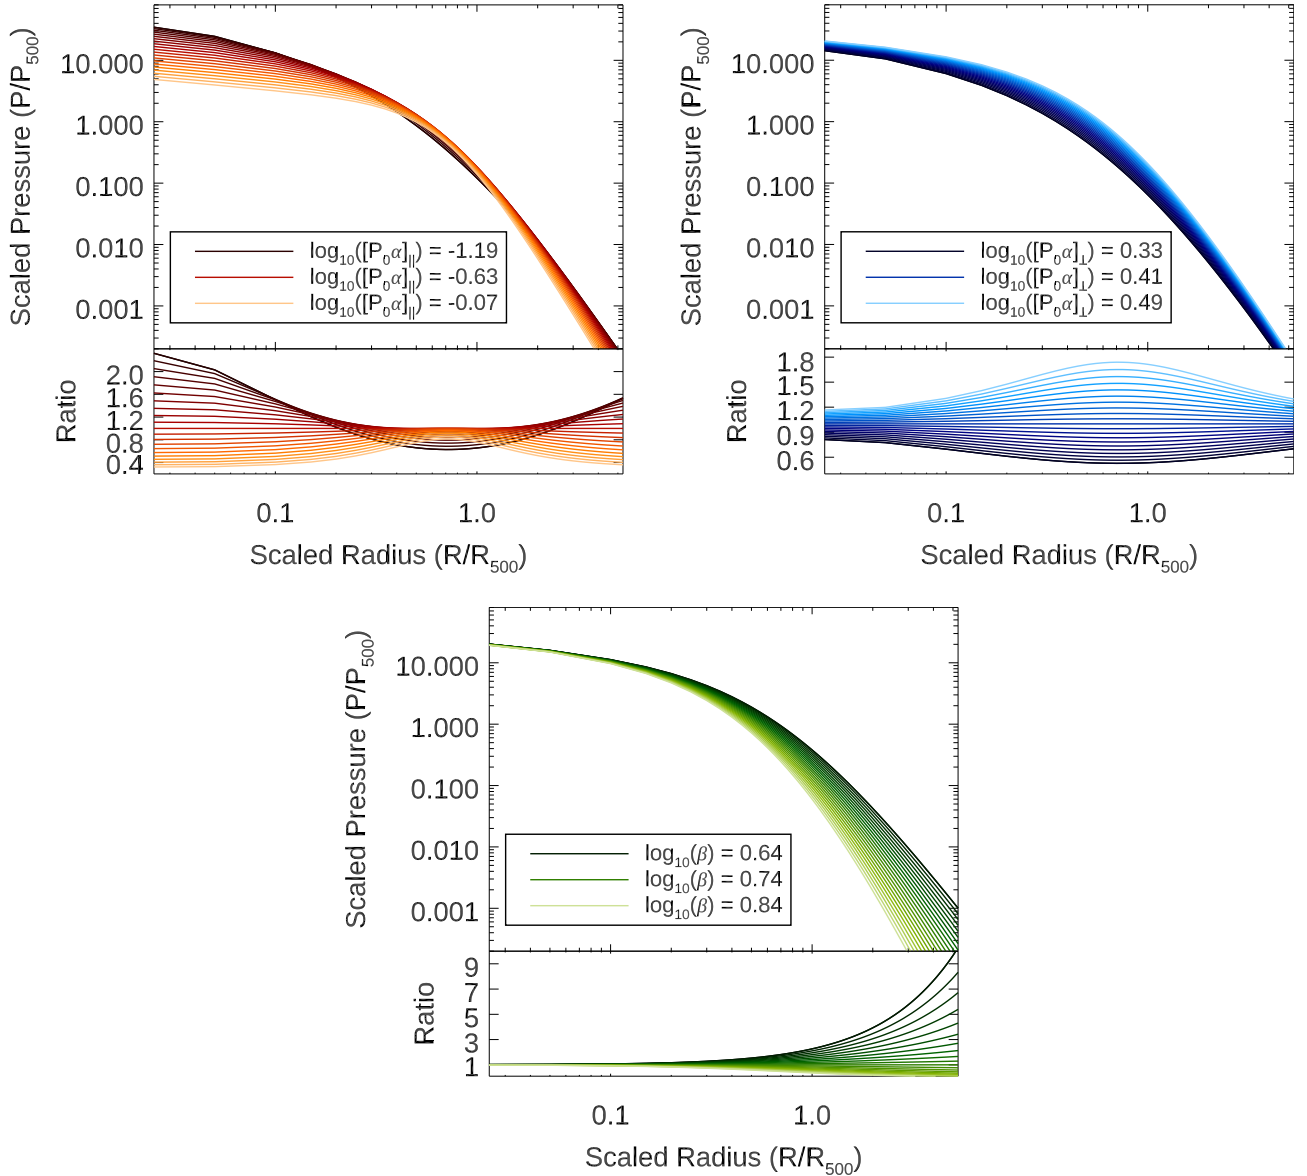 Scaled Pressure (P/P500)
10.000
1.000
0.100
0.010
0.001
log10([P0α]||) = -1.19
log10([P0α]||) = -0.63
log10([P0α]||) = -0.07
Ratio
2.0
1.6
1.2
0.8
0.4
0.1 1.0
Scaled Radius (R/R500)
Scaled Pressure (P/P500)
10.000
1.000
0.100
0.010
0.001
log10([P0α]⊥) = 0.33
log10([P0α]⊥) = 0.41
log10([P0α]⊥) = 0.49
Ratio
1.8
1.5
1.2
0.9
0.6
0.1 1.0
Scaled Radius (R/R500)
Scaled Pressure (P/P500)
10.000
1.000
0.100
0.010
0.001
log10(β) = 0.64
log10(β) = 0.74
log10(β) = 0.84
Ratio
9
7
5
3
1
0.1 1.0
Scaled Radius (R/R500)